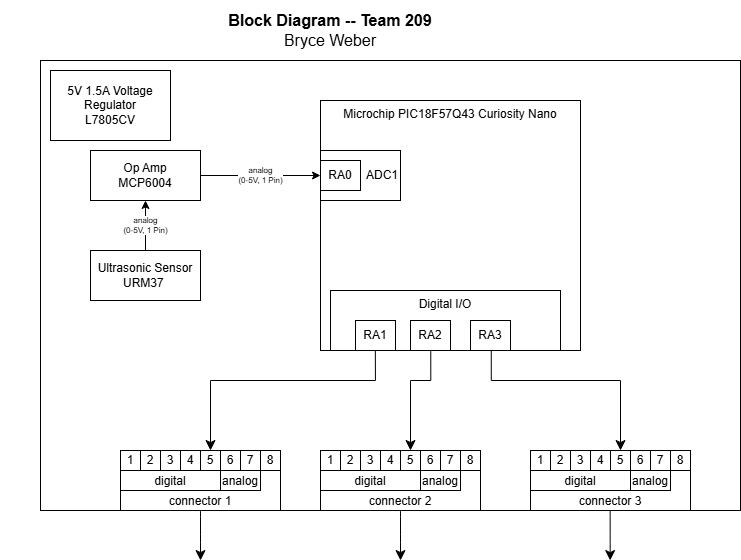 Block Diagram -- Team 209
Bryce Weber
5V 1.5A Voltage
Regulator
L7805CV
Microchip PIC18F57Q43 Curiosity Nano
Op Amp
MCP6004
analog
(0-5V, 1 Pin)
RA0
ADC1
analog
(0-5V, 1 Pin)
Ultrasonic Sensor
URM37
Digital I/O
RA1
RA2
RA3
1 2 3 4 5 6 7 8
digital
analog
connector 1
1 2 3 4 5 6 7 8
digital
analog
connector 2
1 2 3 4 5 6 7 8
digital
analog
connector 3